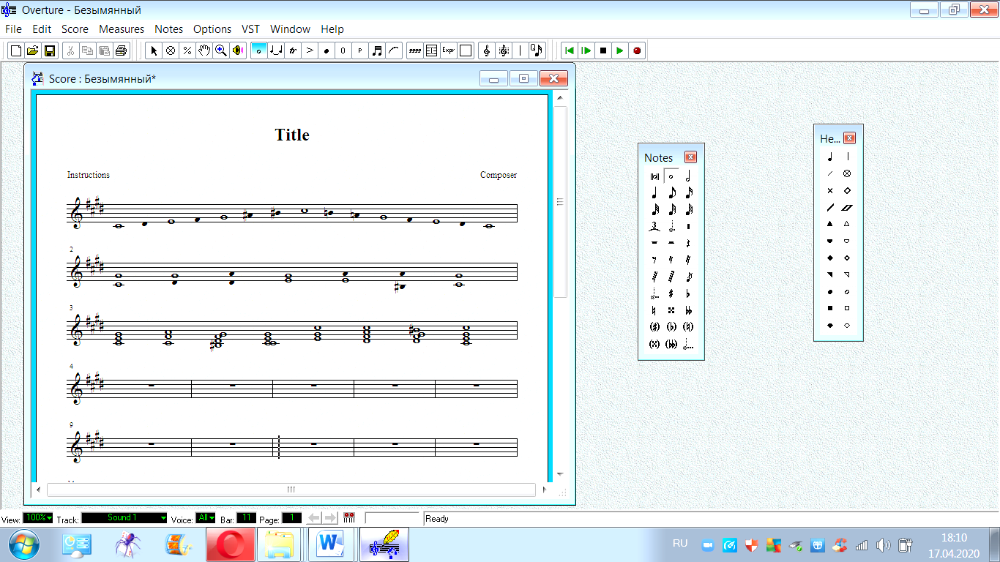 Overture - Безымянный
File Edit Score Measures Notes Options VST Window Help
Score : Безымянный*
Title
Instructions Composer
2
3
4
9
Notes
He...
View: 100% Track: Sound 1 Voice: All Bar: 11 Page: 1 Ready
RU
18:10
17.04.2020